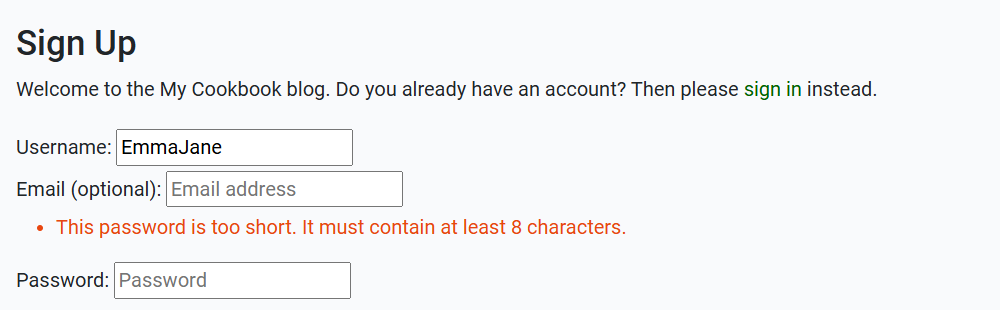 Sign Up
Welcome to the My Cookbook blog. Do you already have an account? Then please sign in instead.
Username: EmmaJane
Email (optional): Email address
• This password is too short. It must contain at least 8 characters.
Password: Password